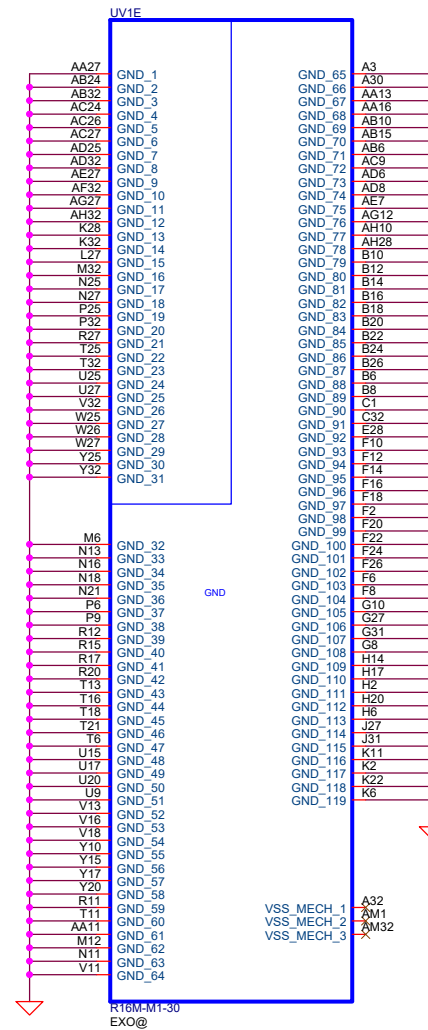 UV1E
AA27 GND_1
AB24 GND_2
AB32 GND_3
AC24 GND_4
AC26 GND_5
AC27 GND_6
AD25 GND_7
AD32 GND_8
AE27 GND_9
AF32 GND_10
AG27 GND_11
AH32 GND_12
K28 GND_13
K32 GND_14
L27 GND_15
M32 GND_16
N25 GND_17
N27 GND_18
P25 GND_19
P32 GND_20
R27 GND_21
T25 GND_22
T32 GND_23
U25 GND_24
U27 GND_25
V32 GND_26
W25 GND_27
W26 GND_28
W27 GND_29
Y25 GND_30
Y32 GND_31
M6 GND_32
N13 GND_33
N16 GND_34
N18 GND_35
N21 GND_36
P6 GND_37
P9 GND_38
R12 GND_39
R15 GND_40
R17 GND_41
R20 GND_42
T13 GND_43
T16 GND_44
T18 GND_45
T21 GND_46
T6 GND_47
U15 GND_48
U17 GND_49
U20 GND_50
U9 GND_51
V13 GND_52
V16 GND_53
V18 GND_54
Y10 GND_55
Y15 GND_56
Y17 GND_57
Y20 GND_58
R11 GND_59
T11 GND_60
AA11 GND_61
M12 GND_62
N11 GND_63
V11 GND_64
GND
GND_65 A3
GND_66 A30
GND_67 AA13
GND_68 AA16
GND_69 AB10
GND_70 AB15
GND_71 AB6
GND_72 AC9
GND_73 AD6
GND_74 AD8
GND_75 AE7
GND_76 AG12
GND_77 AH10
GND_78 AH28
GND_79 B10
GND_80 B12
GND_81 B14
GND_82 B16
GND_83 B18
GND_84 B20
GND_85 B22
GND_86 B24
GND_87 B26
GND_88 B6
GND_89 B8
GND_90 C1
GND_91 C32
GND_92 E28
GND_93 F10
GND_94 F12
GND_95 F14
GND_96 F16
GND_97 F18
GND_98 F2
GND_99 F20
GND_100 F22
GND_101 F24
GND_102 F26
GND_103 F6
GND_104 F8
GND_105 G10
GND_106 G27
GND_107 G31
GND_108 G8
GND_109 H14
GND_110 H17
GND_111 H2
GND_112 H20
GND_113 H6
GND_114 J27
GND_115 J31
GND_116 K11
GND_117 K2
GND_118 K22
GND_119 K6
VSS_MECH_1 A32
VSS_MECH_2 AM1
VSS_MECH_3 AM32
R16M-M1-30
EXO@